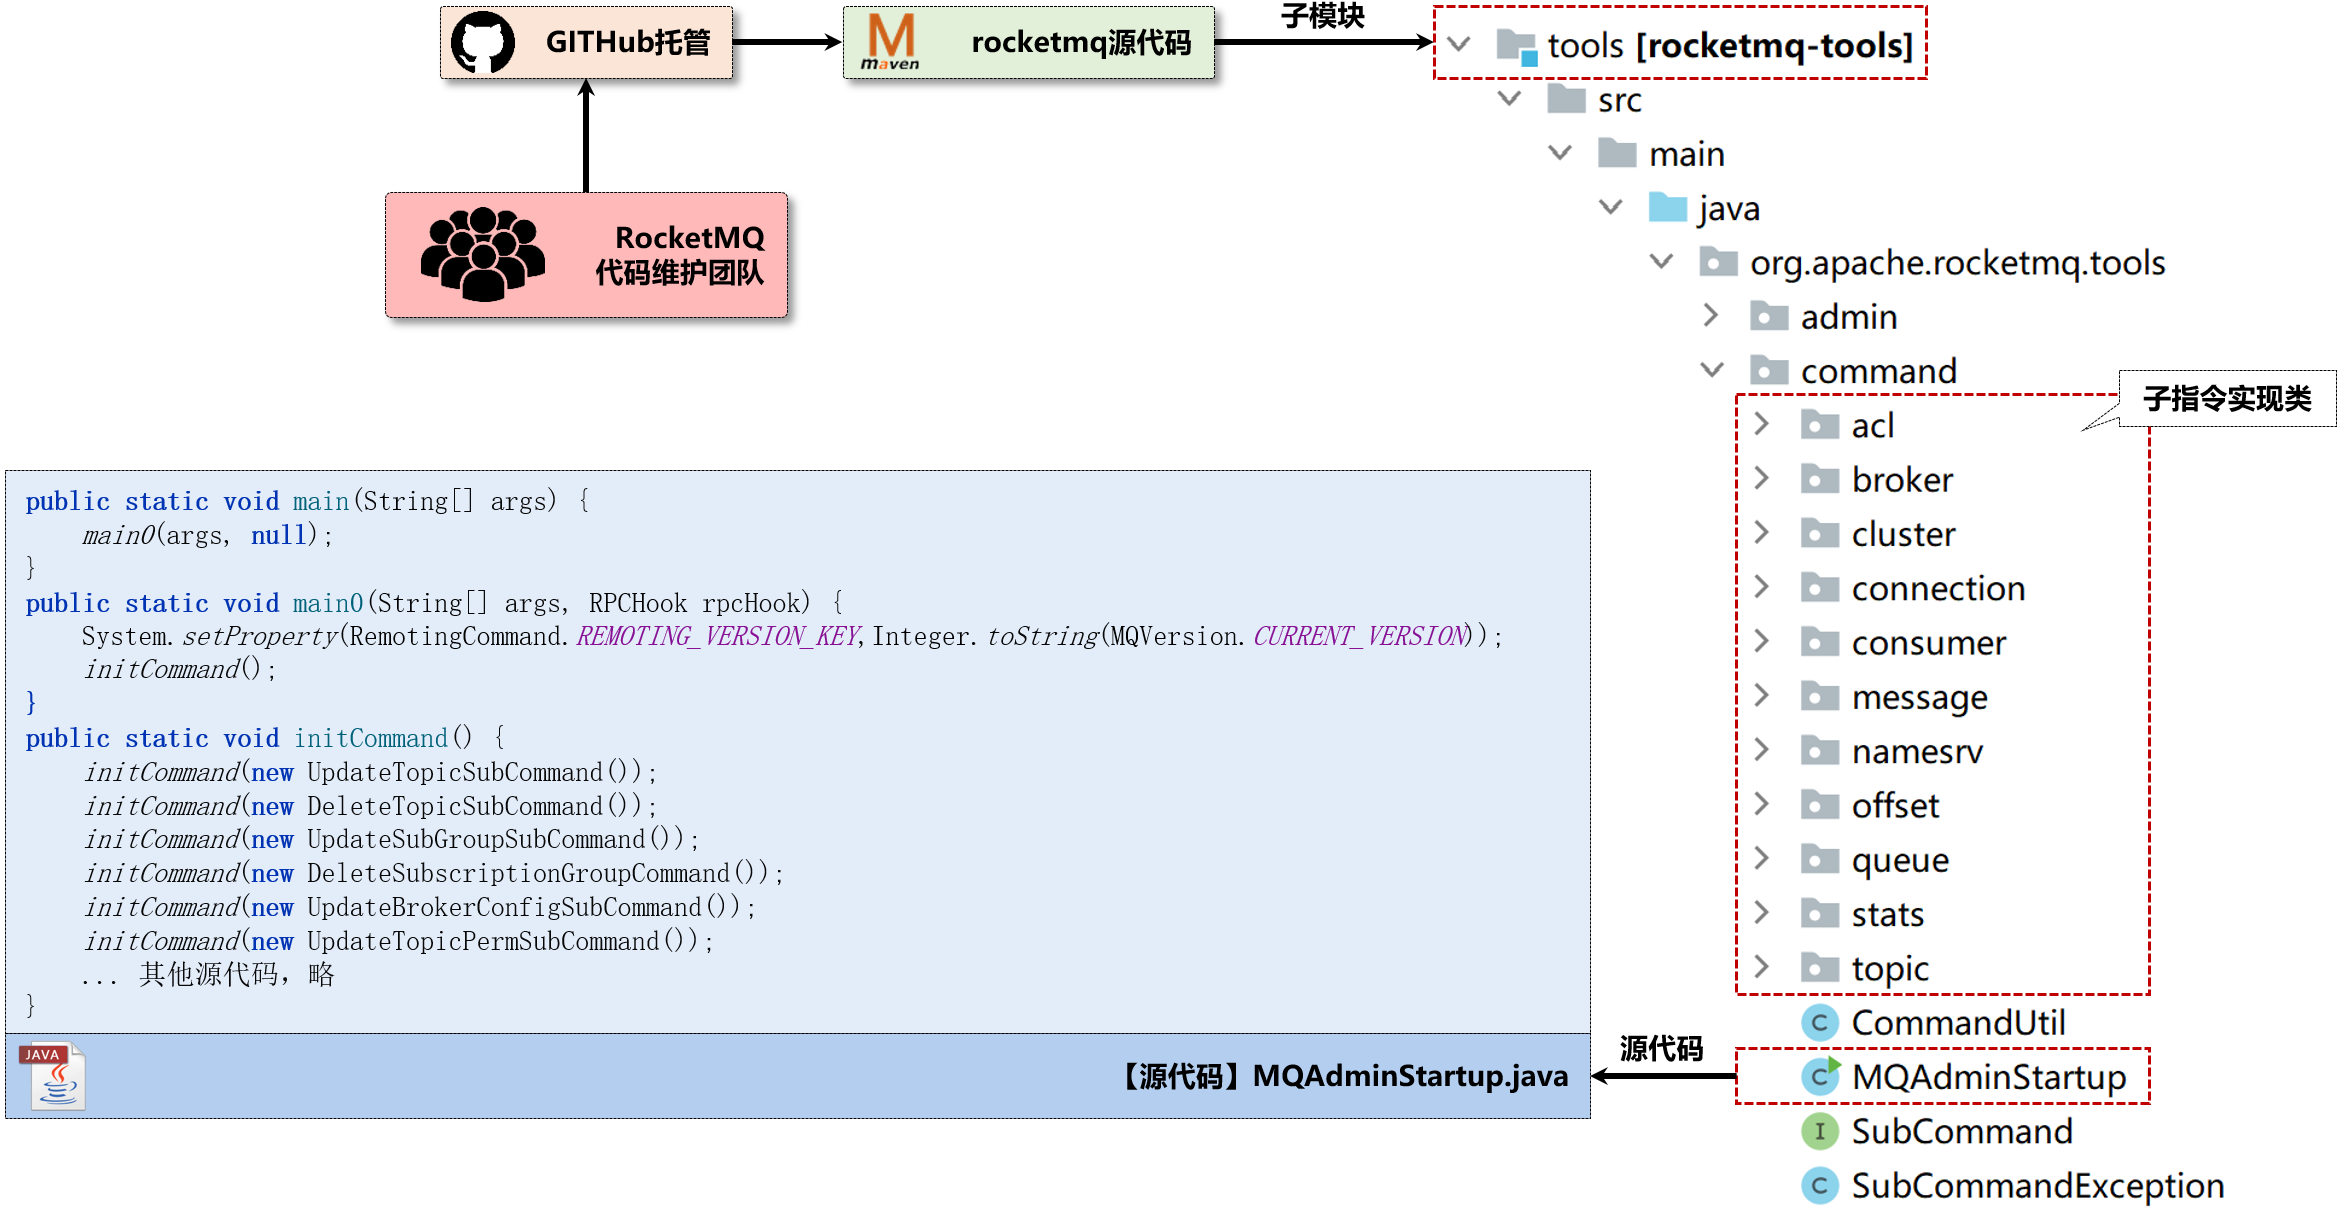 GITHub托管
maven
rocketmq源代码
子模块
tools [rocketmq-tools]
RocketMQ
代码维护团队
src
main
java
org.apache.rocketmq.tools
admin
command
子指令实现类
acl
broker
cluster
connection
consumer
message
namesrv
offset
queue
stats
topic
CommandUtil
MQAdminStartup
SubCommand
SubCommandException
源代码
public static void main(String[] args) {
    main0(args, null);
}
public static void main0(String[] args, RPCHook rpcHook) {
    System.setProperty(RemotingCommand.REMOTING_VERSION_KEY,Integer.toString(MQVersion.CURRENT_VERSION));
    initCommand();
}
public static void initCommand() {
    initCommand(new UpdateTopicSubCommand());
    initCommand(new DeleteTopicSubCommand());
    initCommand(new UpdateSubGroupSubCommand());
    initCommand(new DeleteSubscriptionGroupCommand());
    initCommand(new UpdateBrokerConfigSubCommand());
    initCommand(new UpdateTopicPermSubCommand());
    ... 其他源代码，略
}
JAVA
【源代码】MQAdminStartup.java